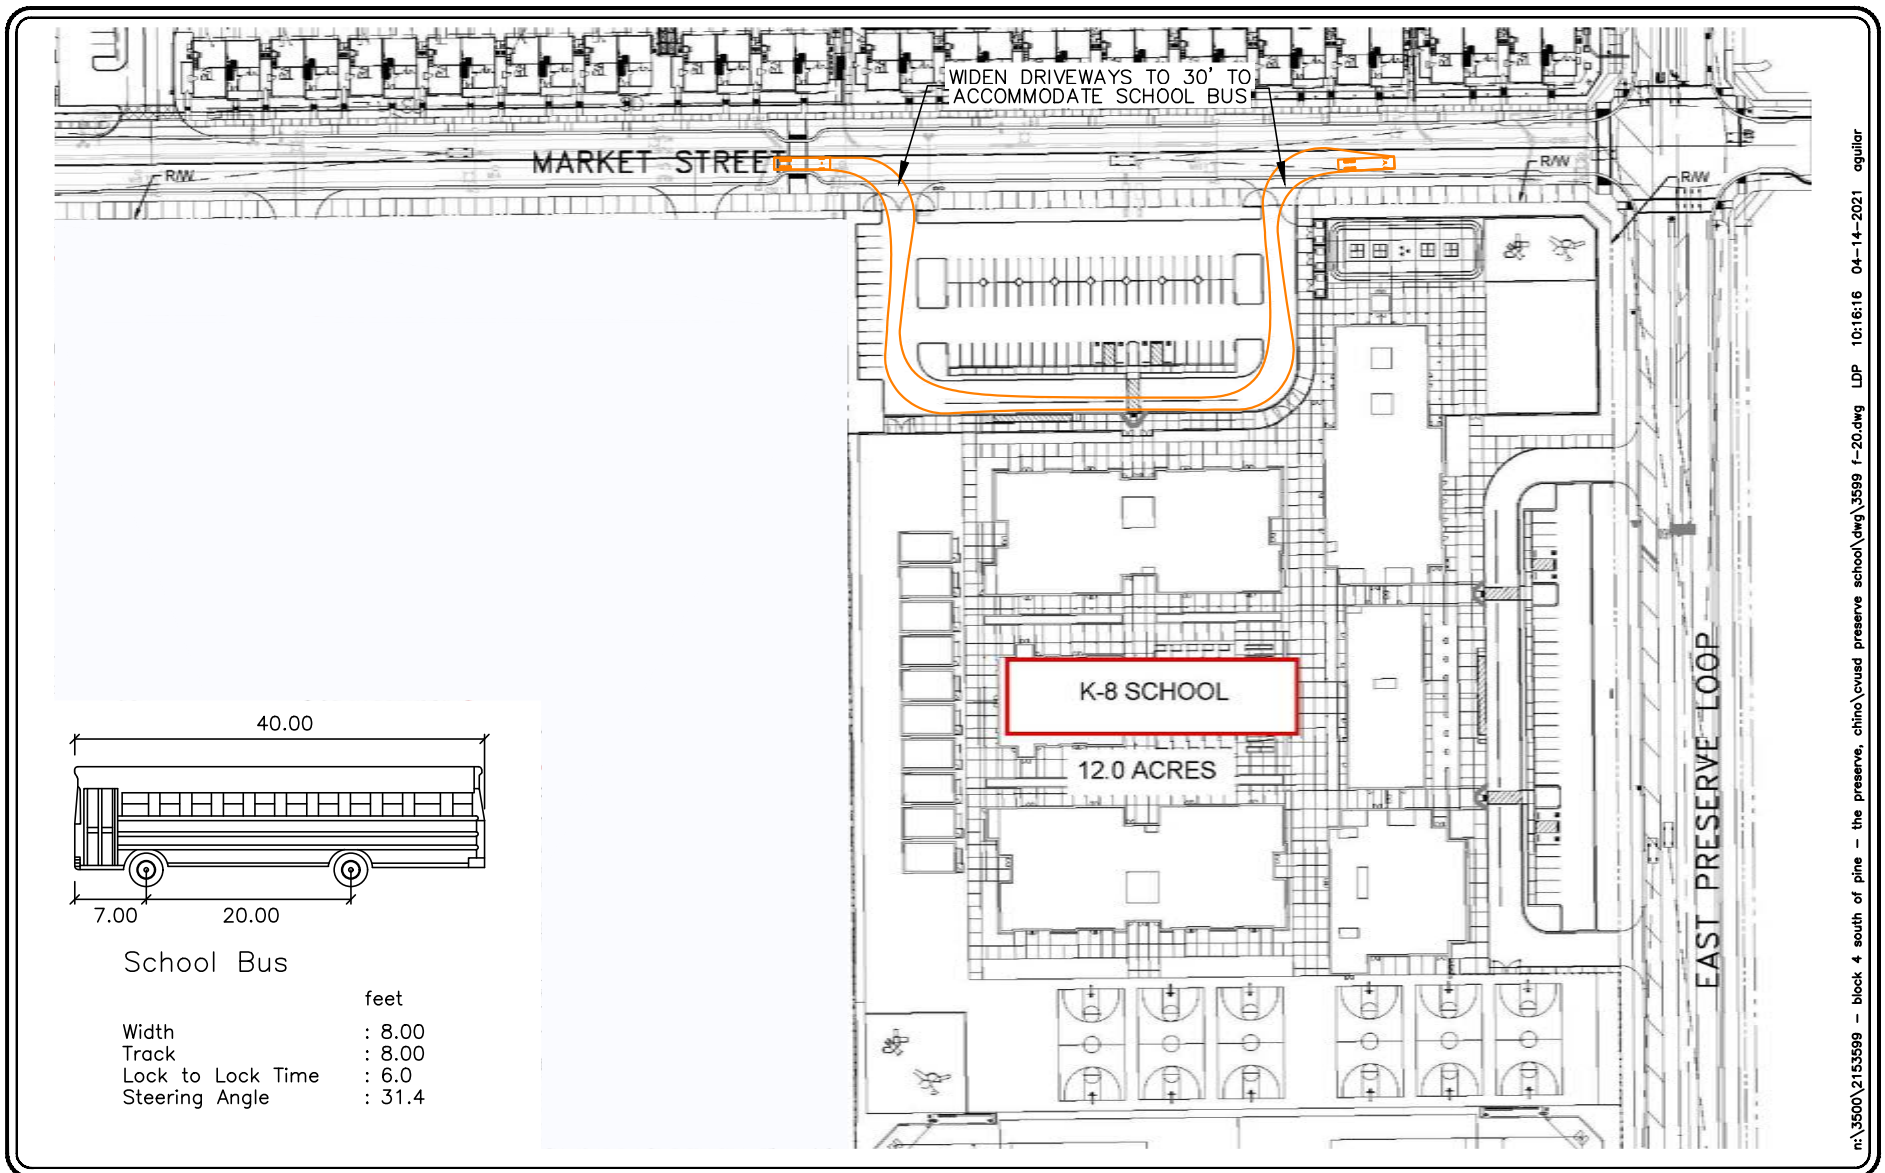 WIDEN DRIVEWAYS TO 30' TO
ACCOMMODATE SCHOOL BUS
MARKET STREET
R/W
R/W
R/W
K-8 SCHOOL
12.0 ACRES
EAST PRESERVE LOOP
40.00
7.00
20.00
School Bus
feet
Width : 8.00
Track : 8.00
Lock to Lock Time : 6.0
Steering Angle : 31.4
n:\3500\2153599 - block 4 south of pine - the preserve, chino\cvusd preserve school\dwg\3599 f-20.dwg LDP 10:16:16 04-14-2021 aguilar